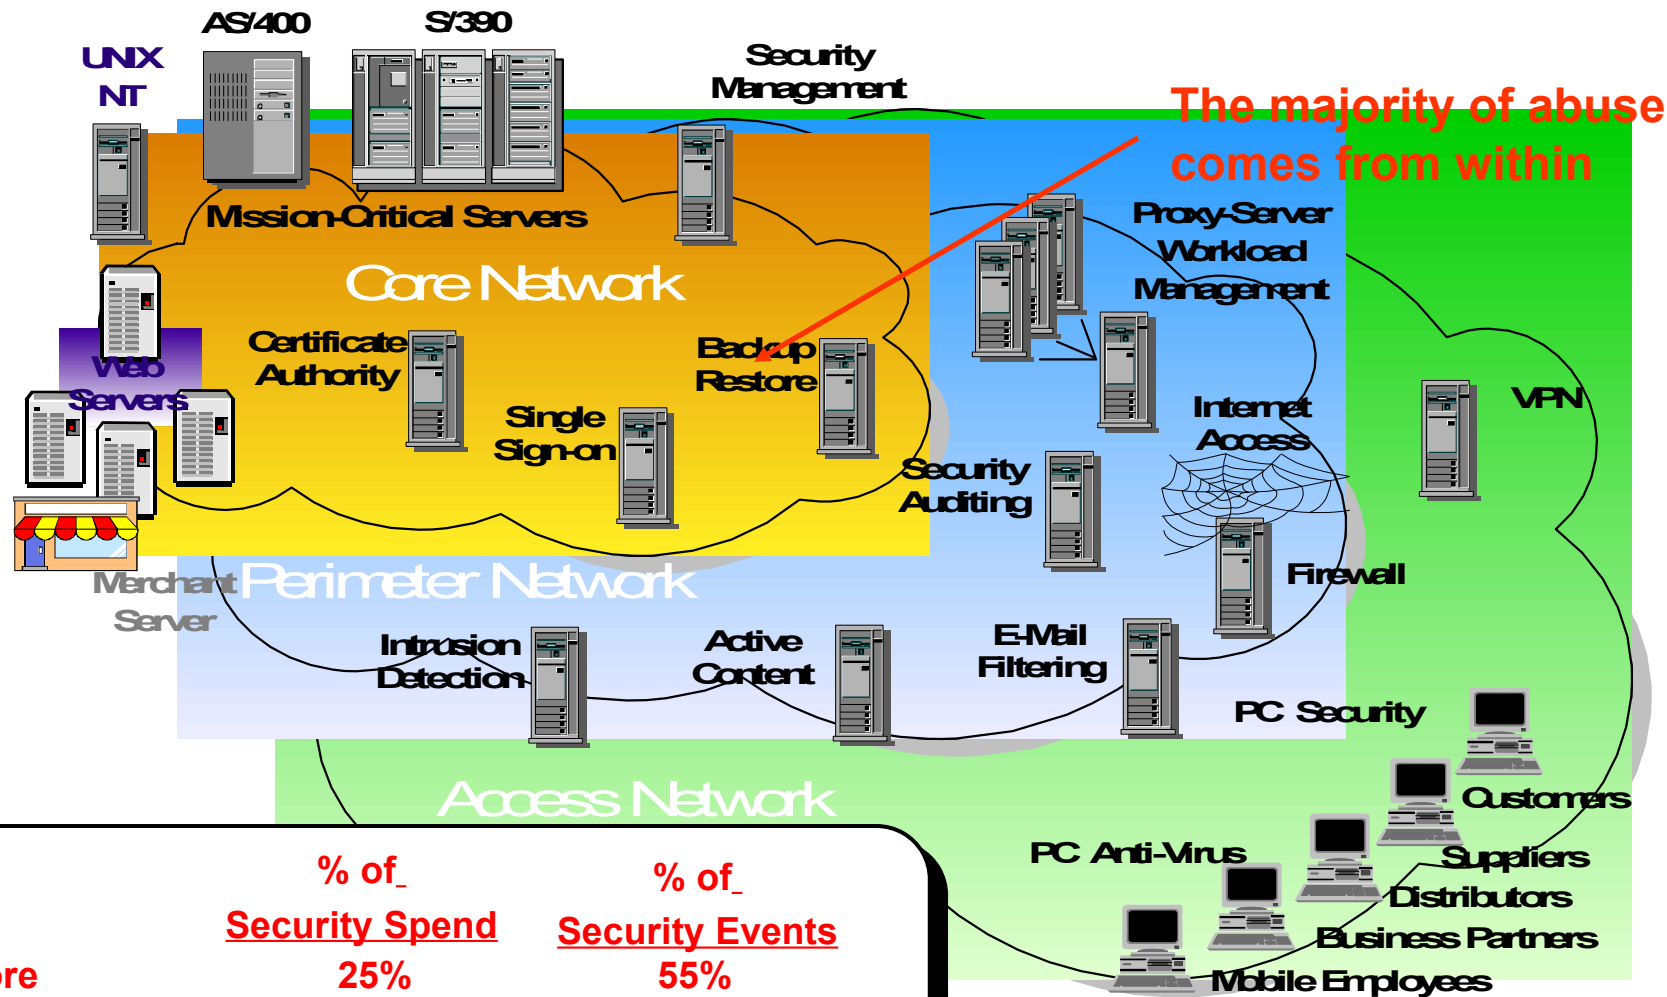 AS/400
S/390
UNIX
NT
Security
Management
The majority of abuse
comes from within
Mission-Critical Servers
Proxy-Server
Workload
Management
Core Network
Certificate
Authority
Backup
Restore
Web
Servers
Single
Sign-on
Internet
Access
VPN
Security
Auditing
Merchant
Server
Perimeter Network
Firewall
Intrusion
Detection
Active
Content
E-Mail
Filtering
PC Security
Access Network
Customers
PC Anti-Virus
Suppliers
Distributors
Business Partners
Mobile Employees
% of
Security Spend
% of
Security Events
25%
55%